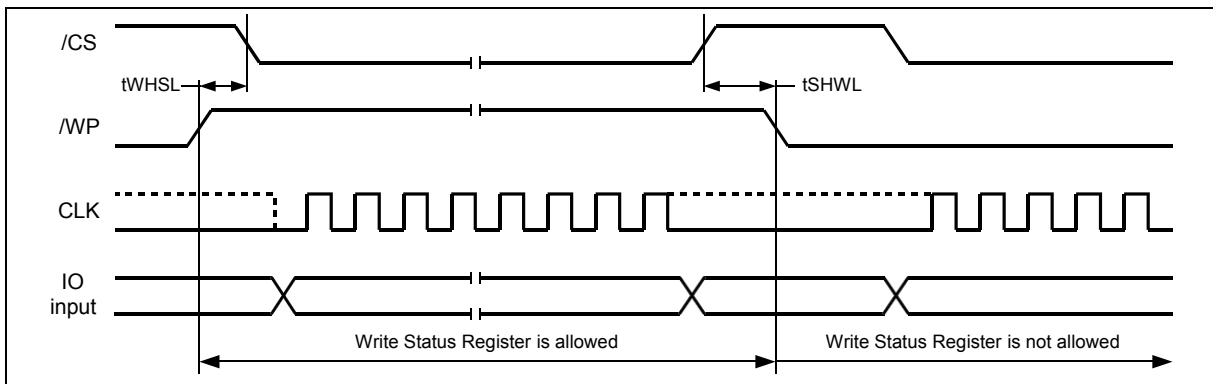 /CS
tWHSL
tSHWL
/WP
CLK
IO
input
Write Status Register is allowed
Write Status Register is not allowed